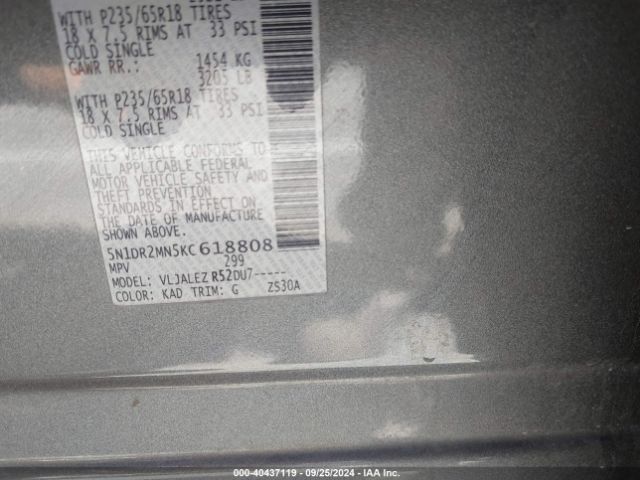 WITH P235/65R18 TIRES
18 X 7.5 RIMS AT 33 PSI
COLD SINGLE
GAWR RR.: 1454 KG
3205 LB
WITH P235/65R18 TIRES
18 X 7.5 RIMS AT 33 PSI
COLD SINGLE
THIS VEHICLE CONFORMS TO
ALL APPLICABLE FEDERAL
MOTOR VEHICLE SAFETY AND
THEFT PREVENTION
STANDARDS IN EFFECT ON
THE DATE OF MANUFACTURE
SHOWN ABOVE.
5N1DR2MN5KC618808
MPV 299
MODEL: VLJALEZ R52DU7-----
COLOR: KAD TRIM: G ZS30A
000-40437119 • 09/25/2024 - IAA Inc.